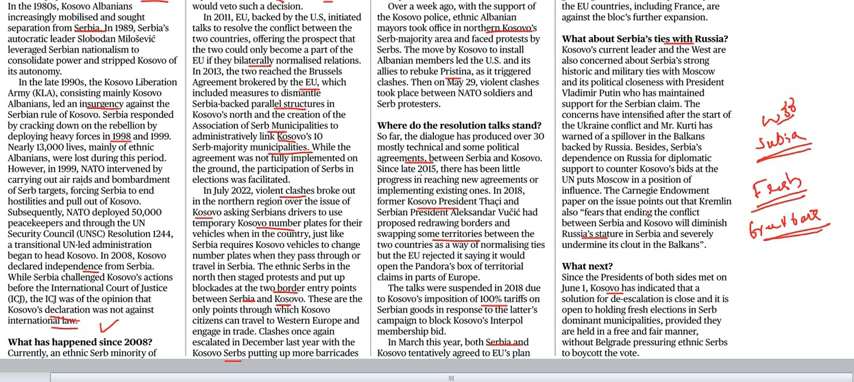 In the 1980s, Kosovo Albanians
increasingly mobilised and sought
separation from Serbia. In 1989, Serbia's
autocratic leader Slobodan Milošević
leveraged Serbian nationalism to
consolidate power and stripped Kosovo of
its autonomy.
In the late 1990s, the Kosovo Liberation
Army (KLA), consisting mainly Kosovo
Albanians, led an insurgency against the
Serbian rule of Kosovo. Serbia responded
by cracking down on the rebellion by
deploying heavy forces in 1998 and 1999.
Nearly 13,000 lives, mainly of ethnic
Albanians, were lost during this period.
However, in 1999, NATO intervened by
carrying out air raids and bombardment
of Serb targets, forcing Serbia to end
hostilities and pull out of Kosovo.
Subsequently, NATO deployed 50,000
peacekeepers and through the UN
Security Council (UNSC) Resolution 1244,
a transitional UN-led administration
began to head Kosovo. In 2008, Kosovo
declared independence from Serbia.
While Serbia challenged Kosovo's actions
before the International Court of Justice
(ICJ), the ICJ was of the opinion that
Kosovo's declaration was not against
international law.
What has happened since 2008?
Currently, an ethnic Serb minority of
would veto such a decision.
In 2011, EU, backed by the U.S, initiated
talks to resolve the conflict between the
two countries, offering the prospect that
the two could only become a part of the
EU if they bilaterally normalised relations.
In 2013, the two reached the Brussels
Agreement brokered by the EU, which
included measures to dismantle
Serbia-backed parallel structures in
Kosovo's north and the creation of the
Association of Serb Municipalities to
administratively link Kosovo's 10
Serb-majority municipalities. While the
agreement was not fully implemented on
the ground, the participation of Serbs in
elections was facilitated.
In July 2022, violent clashes broke out
in the northern region over the issue of
Kosovo asking Serbians drivers to use
temporary Kosovo number plates for their
vehicles when in the country, just like
Serbia requires Kosovo vehicles to change
number plates when they pass through or
travel in Serbia. The ethnic Serbs in the
north then staged protests and put up
blockades at the two border entry points
between Serbia and Kosovo. These are the
only points through which Kosovo
citizens can travel to Western Europe and
engage in trade. Clashes once again
escalated in December last year with the
Kosovo Serbs putting up more barricades
Over a week ago, with the support of
the Kosovo police, ethnic Albanian
mayors took office in northern Kosovo's
Serb-majority area and faced protests by
Serbs. The move by Kosovo to install
Albanian members led the U.S. and its
allies to rebuke Pristina, as it triggered
clashes. Then on May 29, violent clashes
took place between NATO soldiers and
Serb protesters.
Where do the resolution talks stand?
So far, the dialogue has produced over 30
mostly technical and some political
agreements, between Serbia and Kosovo.
Since late 2015, there has been little
progress in reaching new agreements or
implementing existing ones. In 2018,
former Kosovo President Thaçi and
Serbian President Aleksandar Vučić had
proposed redrawing borders and
swapping some territories between the
two countries as a way of normalising ties
but the EU rejected it saying it would
open the Pandora's box of territorial
claims in parts of Europe.
The talks were suspended in 2018 due
to Kosovo's imposition of 100% tariffs on
Serbian goods in response to the latter's
campaign to block Kosovo's Interpol
membership bid.
In March this year, both Serbia and
Kosovo tentatively agreed to EU's plan
the EU countries, including France, are
against the bloc's further expansion.
What about Serbia's ties with Russia?
Kosovo's current leader and the West are
also concerned about Serbia's strong
historic and military ties with Moscow
and its political closeness with President
Vladimir Putin who has maintained
support for the Serbian claim. The
concerns have intensified after the start of
the Ukraine conflict and Mr. Kurti has
warned of a spillover in the Balkans
backed by Russia. Besides, Serbia's
dependence on Russia for diplomatic
support to counter Kosovo's bids at the
UN puts Moscow in a position of
influence. The Carnegie Endowment
paper on the issue points out that Kremlin
also "fears that ending the conflict
between Serbia and Kosovo will diminish
Russia's stature in Serbia and severely
undermine its clout in the Balkans".
What next?
Since the Presidents of both sides met on
June 1, Kosovo has indicated that a
solution for de-escalation is close and it is
open to holding fresh elections in Serb
dominant municipalities, provided they
are held in a free and fair manner,
without Belgrade pressuring ethnic Serbs
to boycott the vote.